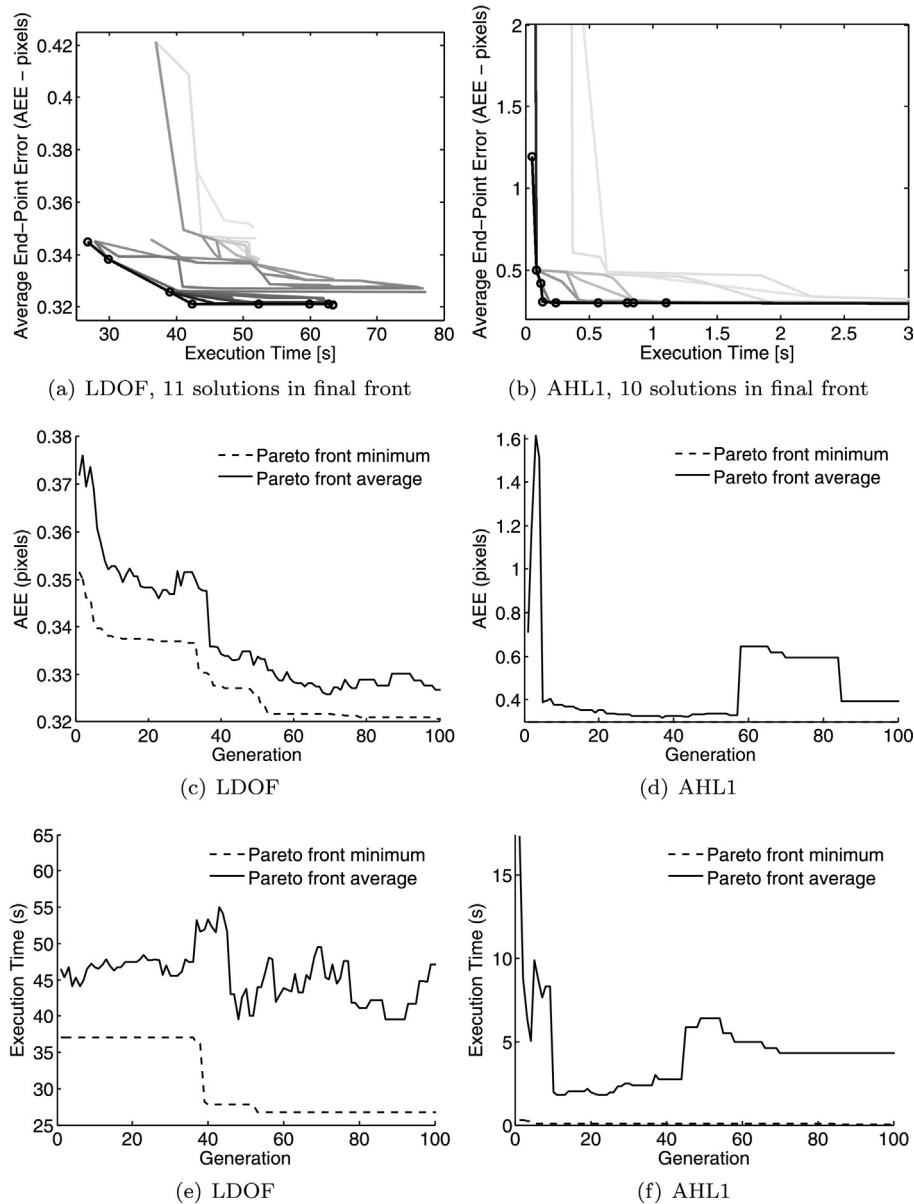 Average End−Point Error (AEE − pixels)
0.42
0.4
0.38
0.36
0.34
0.32
30 40 50 60 70 80
Execution Time [s]
(a) LDOF, 11 solutions in final front
Average End−Point Error (AEE − pixels)
2
1.5
1
0.5
0 0.5 1 1.5 2 2.5 3
Execution Time [s]
(b) AHL1, 10 solutions in final front
AEE (pixels)
0.38
0.37
0.36
0.35
0.34
0.33
0.32
0 20 40 60 80 100
Generation
Pareto front minimum
Pareto front average
(c) LDOF
AEE (pixels)
1.6
1.4
1.2
1
0.8
0.6
0.4
0 20 40 60 80 100
Generation
Pareto front minimum
Pareto front average
(d) AHL1
Execution Time (s)
65
60
55
50
45
40
35
30
25
0 20 40 60 80 100
Generation
Pareto front minimum
Pareto front average
(e) LDOF
Execution Time (s)
15
10
5
0
0 20 40 60 80 100
Generation
Pareto front minimum
Pareto front average
(f) AHL1